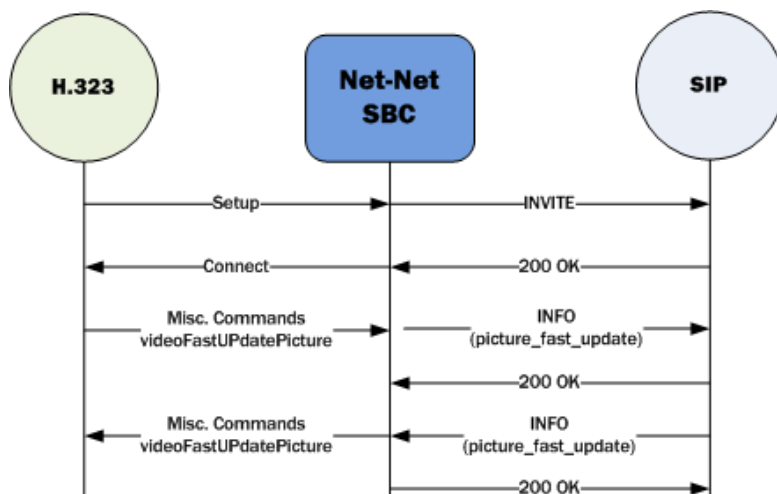 H.323
Net-Net
SBC
SIP
Setup
INVITE
Connect
200 OK
Misc. Commands
videoFastUPdatePicture
INFO
(picture_fast_update)
200 OK
Misc. Commands
videoFastUPdatePicture
INFO
(picture_fast_update)
200 OK